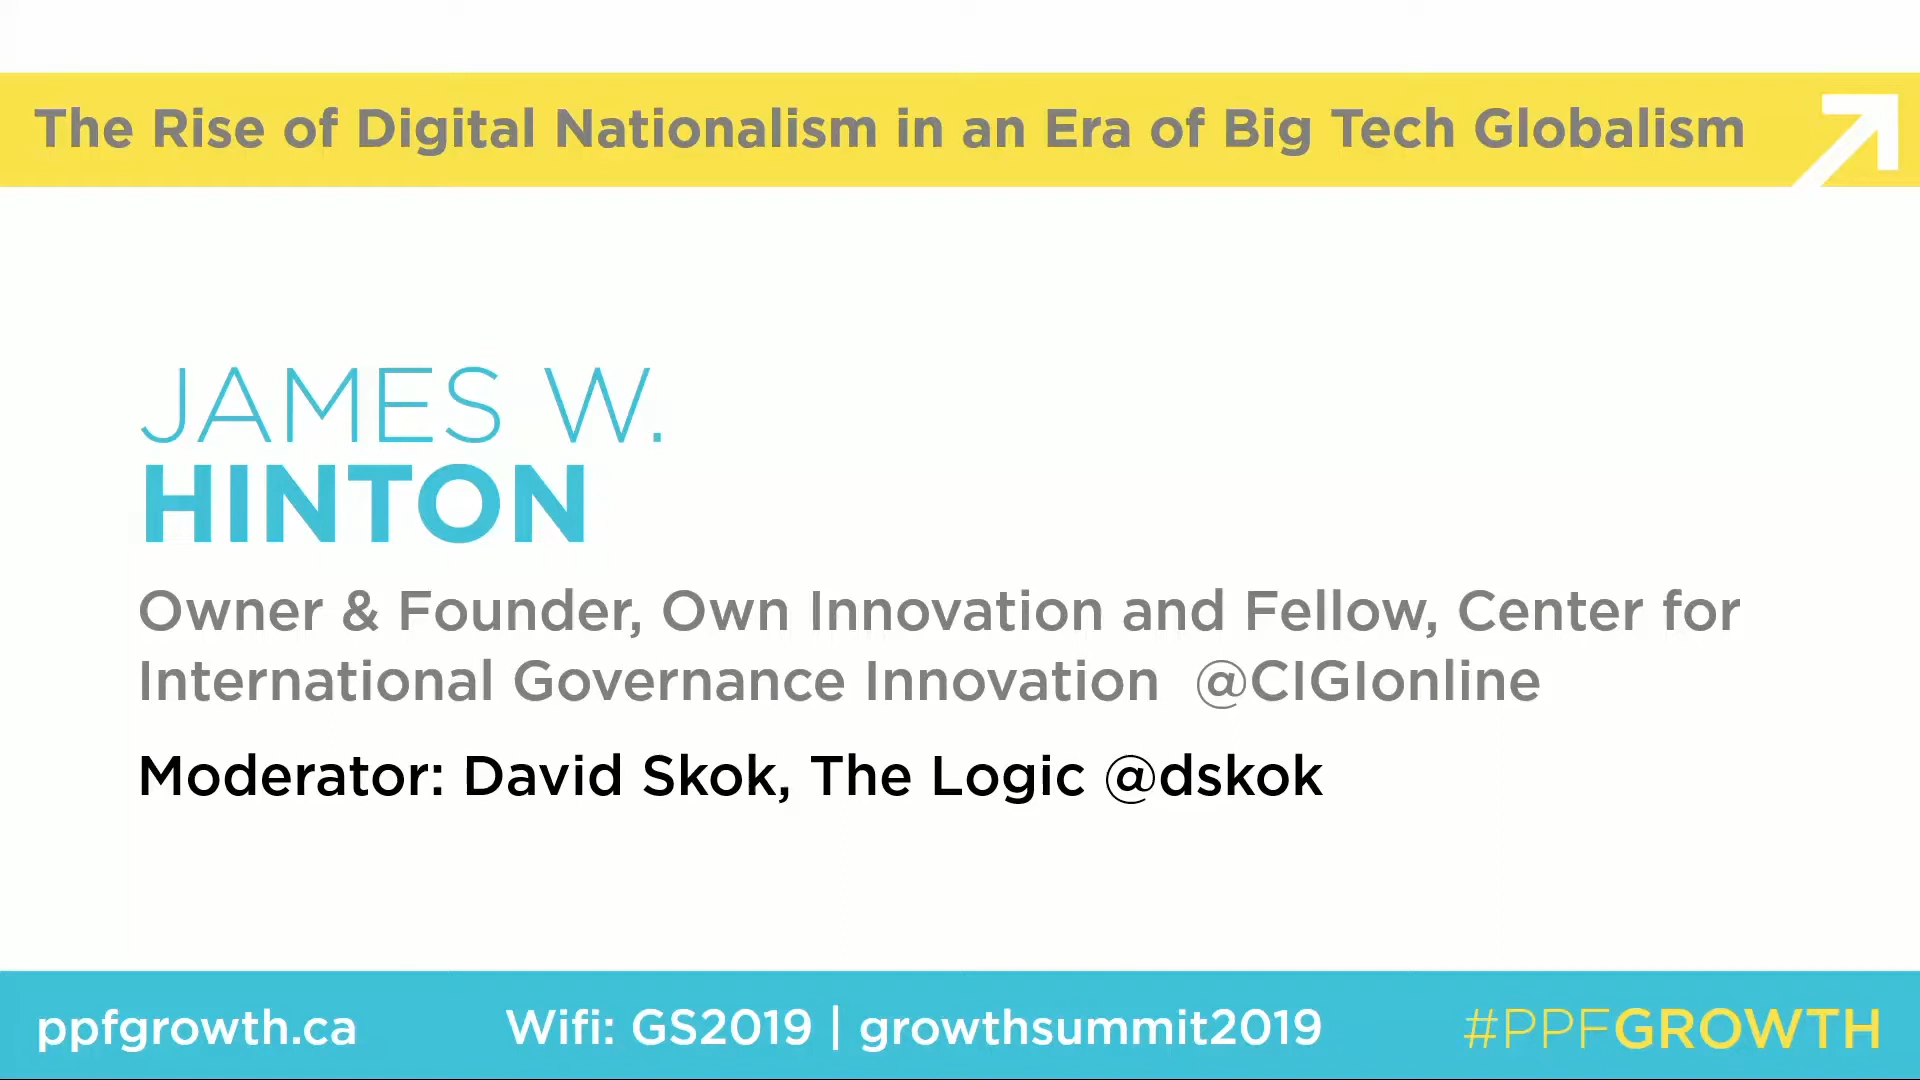 The Rise of Digital Nationalism in an Era of Big Tech Globalism
JAMES W.
HINTON
Owner & Founder, Own Innovation and Fellow, Center for
International Governance Innovation @CIGIonline
Moderator: David Skok, The Logic @dskok
ppfgrowth.ca
Wifi: GS2019 | growthsummit2019
#PPFGROWTH